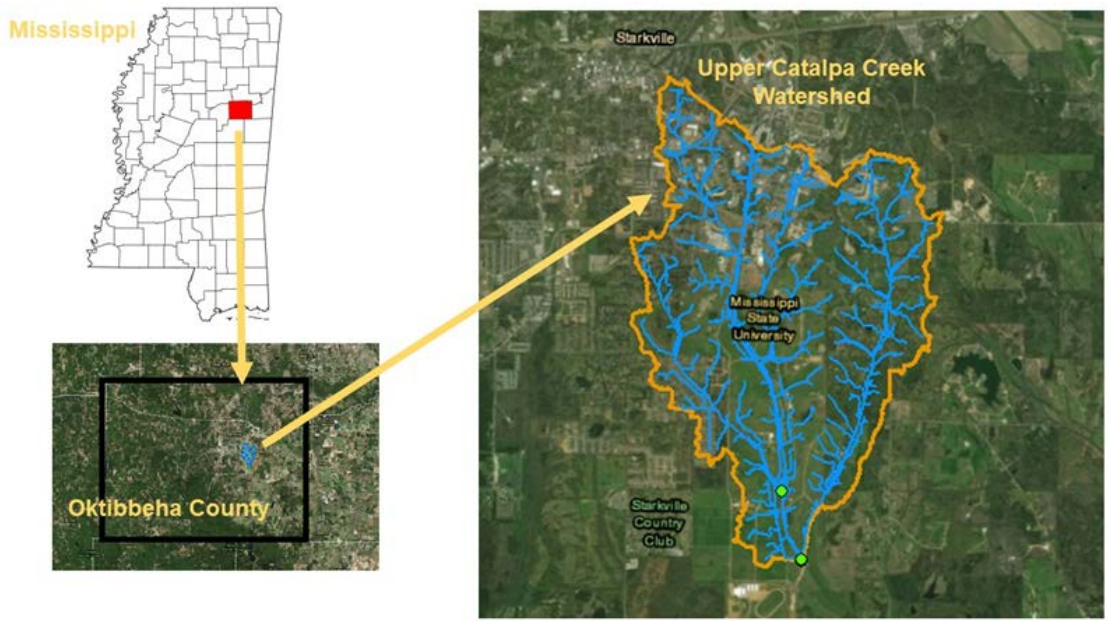 Mississippi
Starkville
Upper Catalpa Creek
Watershed
Mississippi
State
University
Oktibbeha County
Starkville
Country
Club